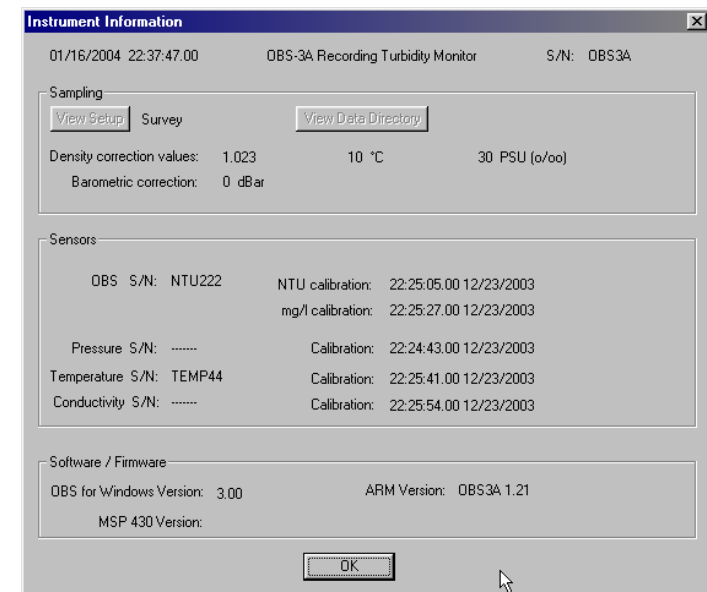 Instrument Information
01/16/2004 22:37:47.00 OBS-3A Recording Turbidity Monitor S/N: OBS3A
Sampling
View Setup Survey View Data Directory
Density correction values: 1.023 10 °C 30 PSU (o/oo)
Barometric correction: 0 dBar
Sensors
OBS S/N: NTU222 NTU calibration: 22:25:05.00 12/23/2003
mg/l calibration: 22:25:27.00 12/23/2003
Pressure S/N: ------- Calibration: 22:24:43.00 12/23/2003
Temperature S/N: TEMP44 Calibration: 22:25:41.00 12/23/2003
Conductivity S/N: ------- Calibration: 22:25:54.00 12/23/2003
Software / Firmware
OBS for Windows Version: 3.00 ARM Version: OBS3A 1.21
MSP 430 Version:
OK